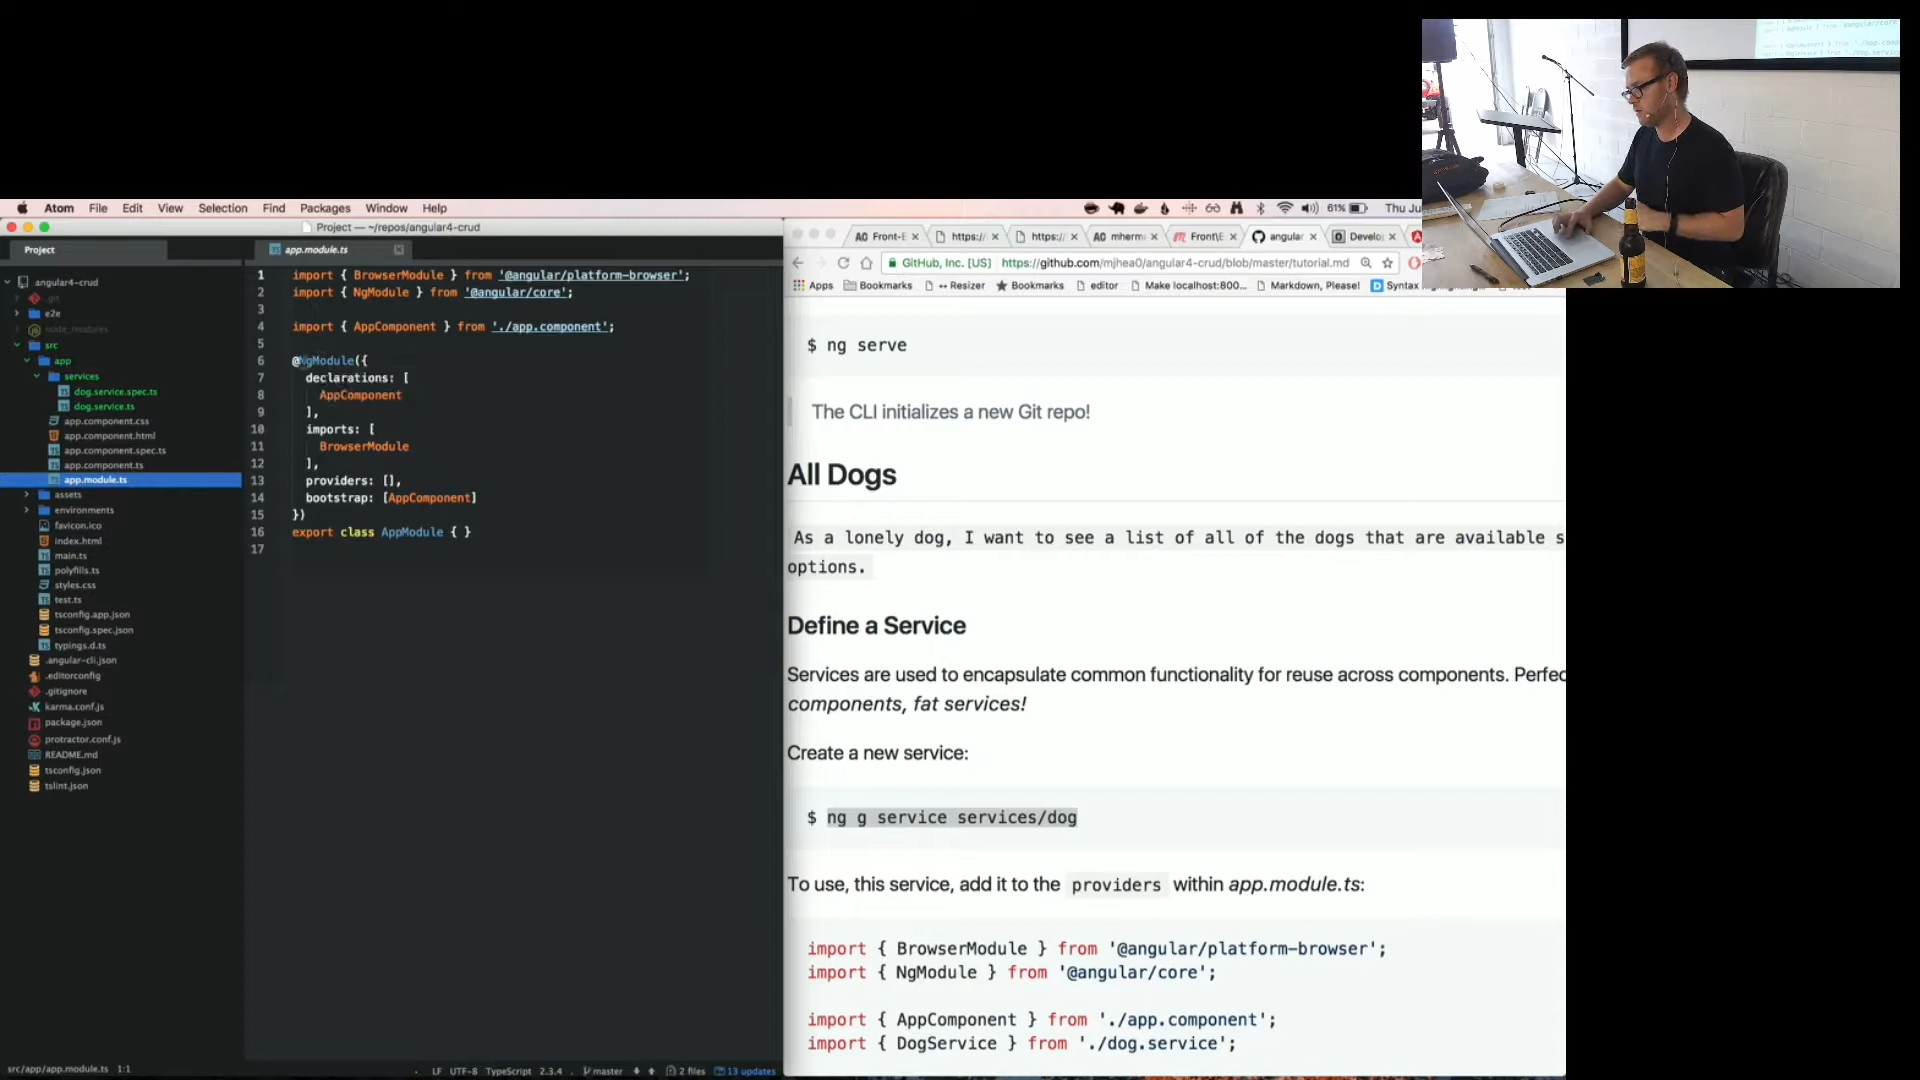 Atom File Edit View Selection Find Packages Window Help
61% Thu Ju
Project — ~/repos/angular4-crud
Project
app.module.ts
angular4-crud
.git
e2e
node_modules
src
app
services
dog.service.spec.ts
dog.service.ts
app.component.css
app.component.html
app.component.spec.ts
app.component.ts
app.module.ts
assets
environments
favicon.ico
index.html
main.ts
polyfills.ts
styles.css
test.ts
tsconfig.app.json
tsconfig.spec.json
typings.d.ts
.angular-cli.json
.editorconfig
.gitignore
karma.conf.js
package.json
protractor.conf.js
README.md
tsconfig.json
tslint.json
1 import { BrowserModule } from '@angular/platform-browser';
2 import { NgModule } from '@angular/core';
3
4 import { AppComponent } from './app.component';
5
6 @NgModule({
7 declarations: [
8 AppComponent
9 ],
10 imports: [
11 BrowserModule
12 ],
13 providers: [],
14 bootstrap: [AppComponent]
15 })
16 export class AppModule { }
17
src/app/app.module.ts 1:1
LF UTF-8 TypeScript 2.3.4 master 2 files 13 updates
Front-E https:/ https:/ mherm Front\E angular Develo
GitHub, Inc. [US] https://github.com/mjhea0/angular4-crud/blob/master/tutorial.md
Apps Bookmarks Resizer Bookmarks editor Make localhost:800... Markdown, Please! Syntax
$ ng serve
The CLI initializes a new Git repo!
All Dogs
As a lonely dog, I want to see a list of all of the dogs that are available s
options.
Define a Service
Services are used to encapsulate common functionality for reuse across components. Perfec
components, fat services!
Create a new service:
$ ng g service services/dog
To use, this service, add it to the providers within app.module.ts:
import { BrowserModule } from '@angular/platform-browser';
import { NgModule } from '@angular/core';
import { AppComponent } from './app.component';
import { DogService } from './dog.service';